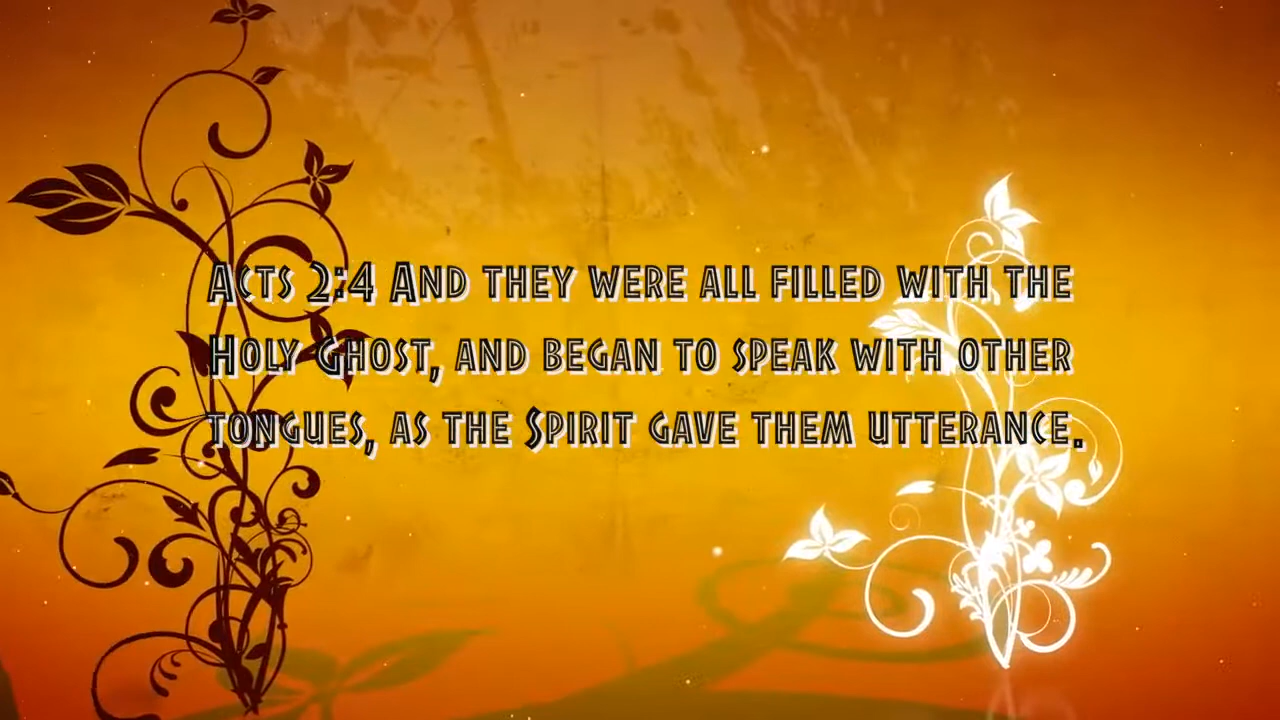 Acts 2:4 And they were all filled with the
Holy Ghost, and began to speak with other
tongues, as the Spirit gave them utterance.